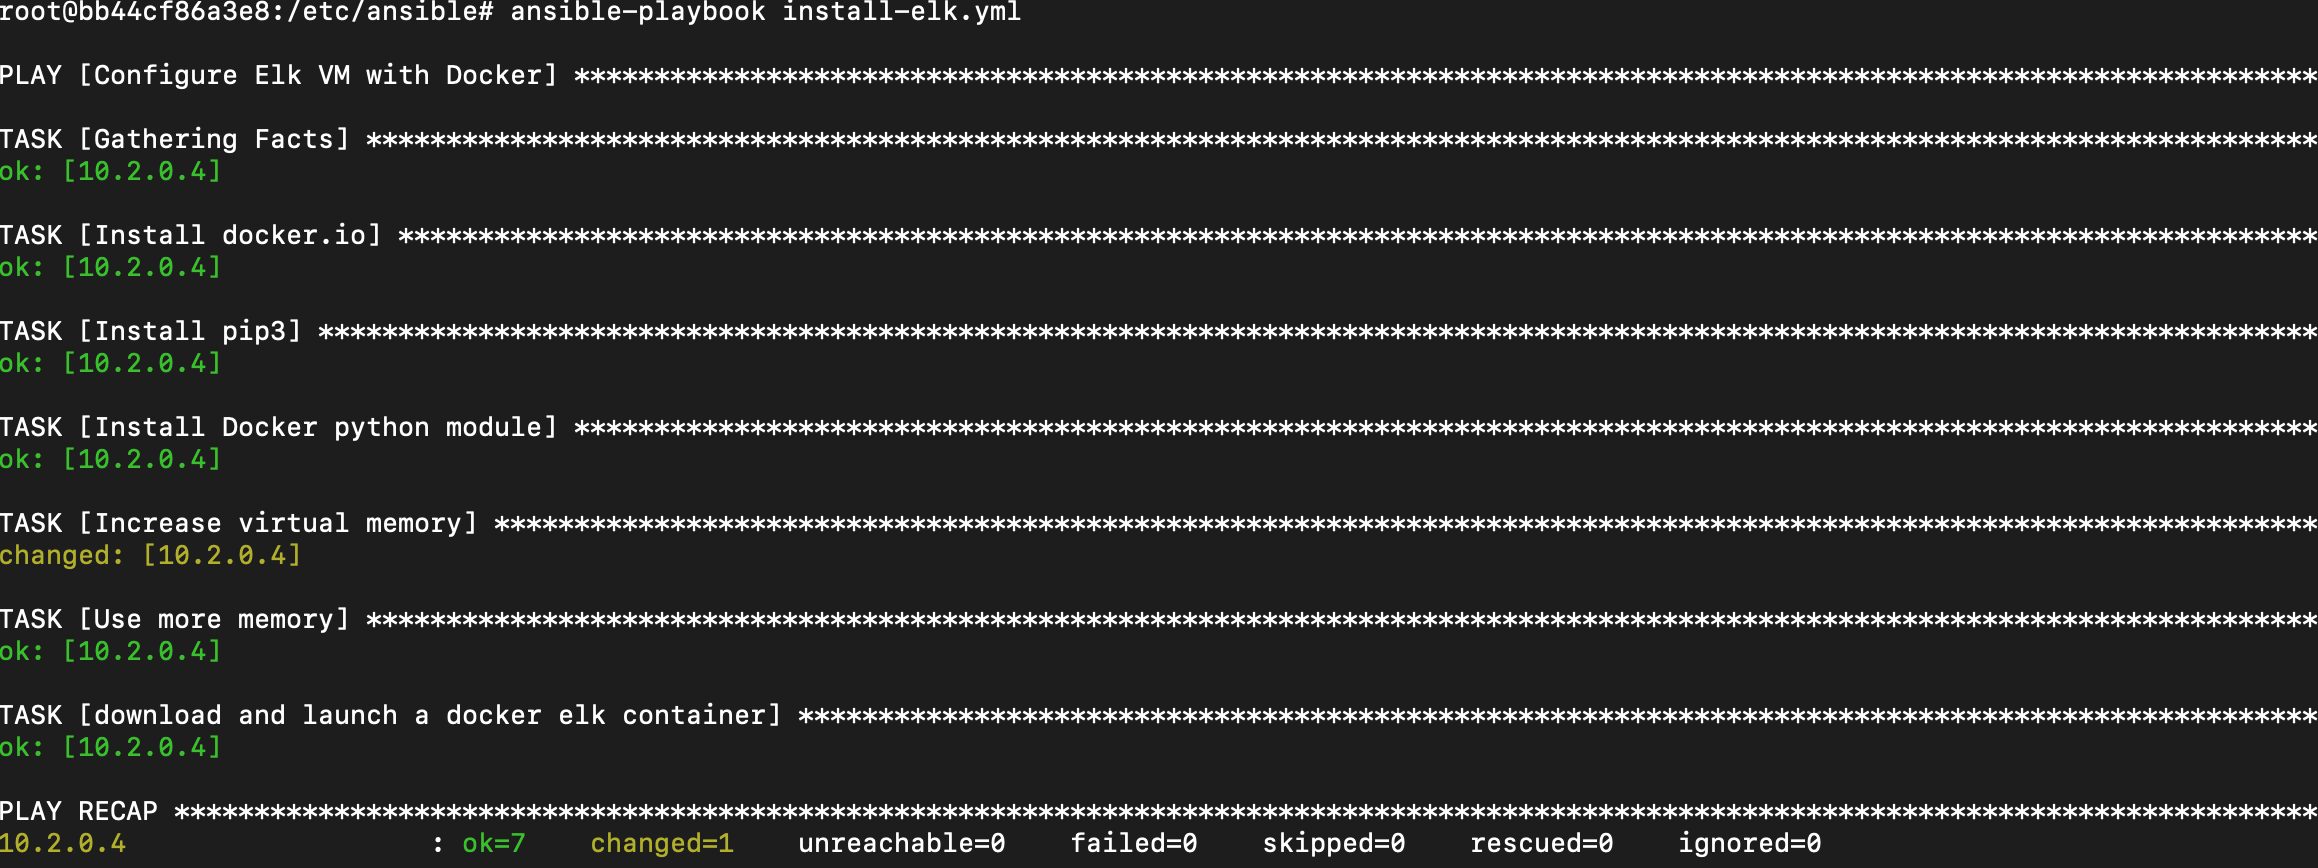 root@bb44cf86a3e8:/etc/ansible# ansible-playbook install-elk.yml
PLAY [Configure Elk VM with Docker] *************************************************************************************************************
TASK [Gathering Facts] **************************************************************************************************************************
ok: [10.2.0.4]
TASK [Install docker.io] ************************************************************************************************************************
ok: [10.2.0.4]
TASK [Install pip3] *****************************************************************************************************************************
ok: [10.2.0.4]
TASK [Install Docker python module] *************************************************************************************************************
ok: [10.2.0.4]
TASK [Increase virtual memory] ******************************************************************************************************************
changed: [10.2.0.4]
TASK [Use more memory] **************************************************************************************************************************
ok: [10.2.0.4]
TASK [download and launch a docker elk container] ***********************************************************************************************
ok: [10.2.0.4]
PLAY RECAP **************************************************************************************************************************************
10.2.0.4                   : ok=7    changed=1    unreachable=0    failed=0    skipped=0    rescued=0    ignored=0